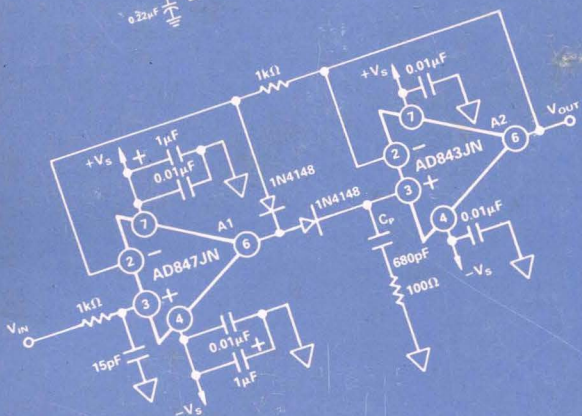 0.22µF
1kΩ
+VS
0.01µF
VOUT
A2
7
6
2
−
AD843JN
3
+
4
0.01µF
−VS
+VS
+
1µF
0.01µF
1N4148
1N4148
7
A1
6
2
−
AD847JN
3
+
4
CP
680pF
100Ω
VIN
1kΩ
15pF
0.01µF
+
1µF
−VS